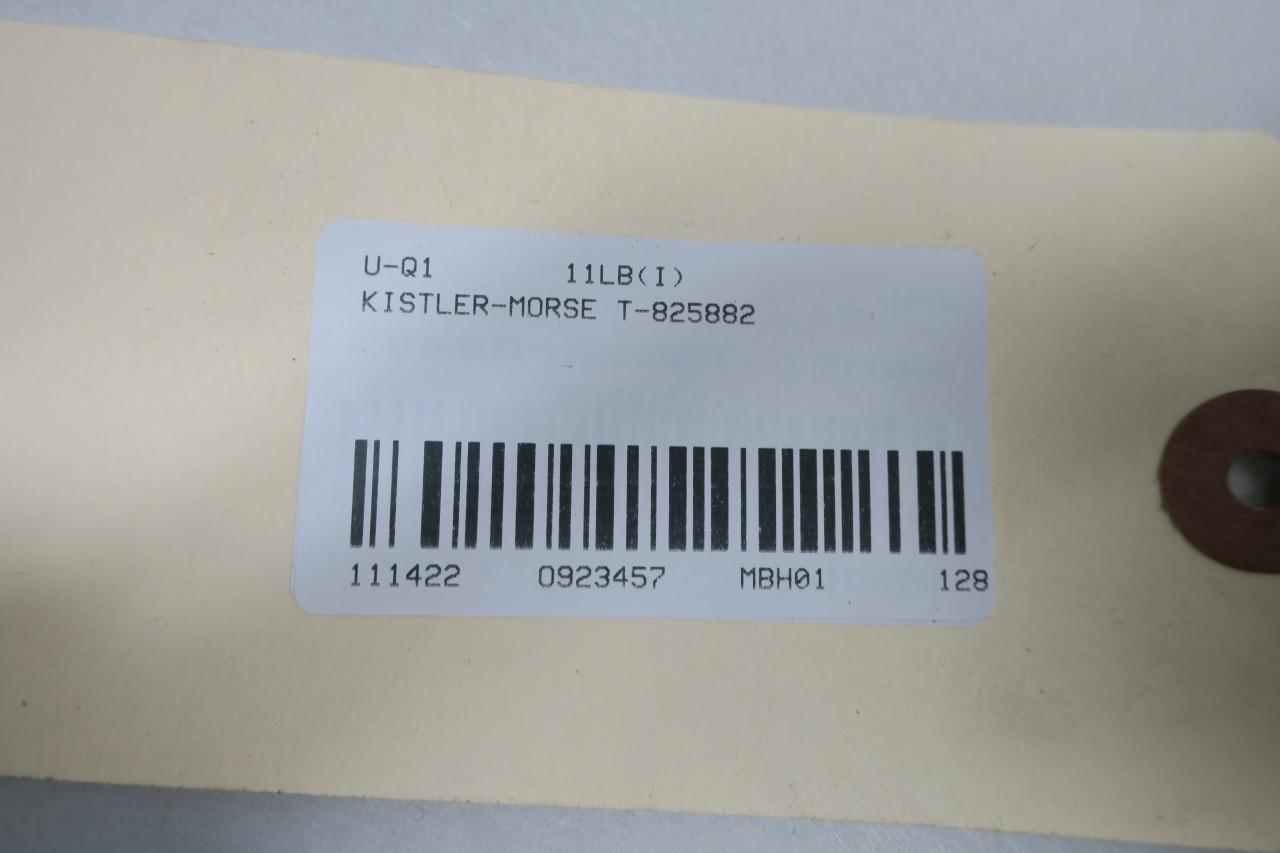 U-Q1 11LB(I)
KISTLER-MORSE T-825882
111422 0923457 MBH01 128